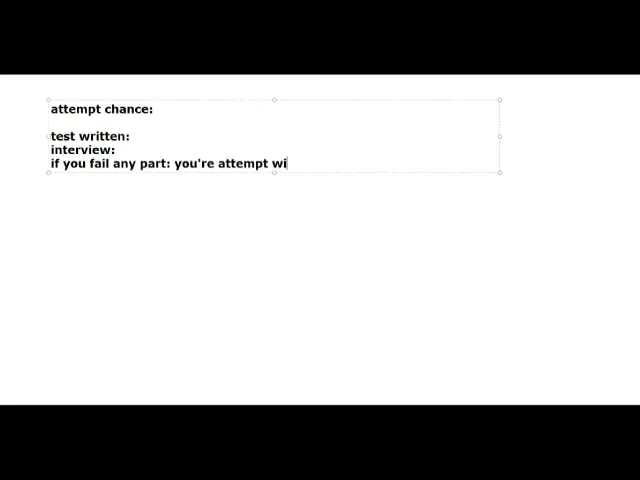 attempt chance:
test written:
interview:
if you fail any part: you're attempt wi